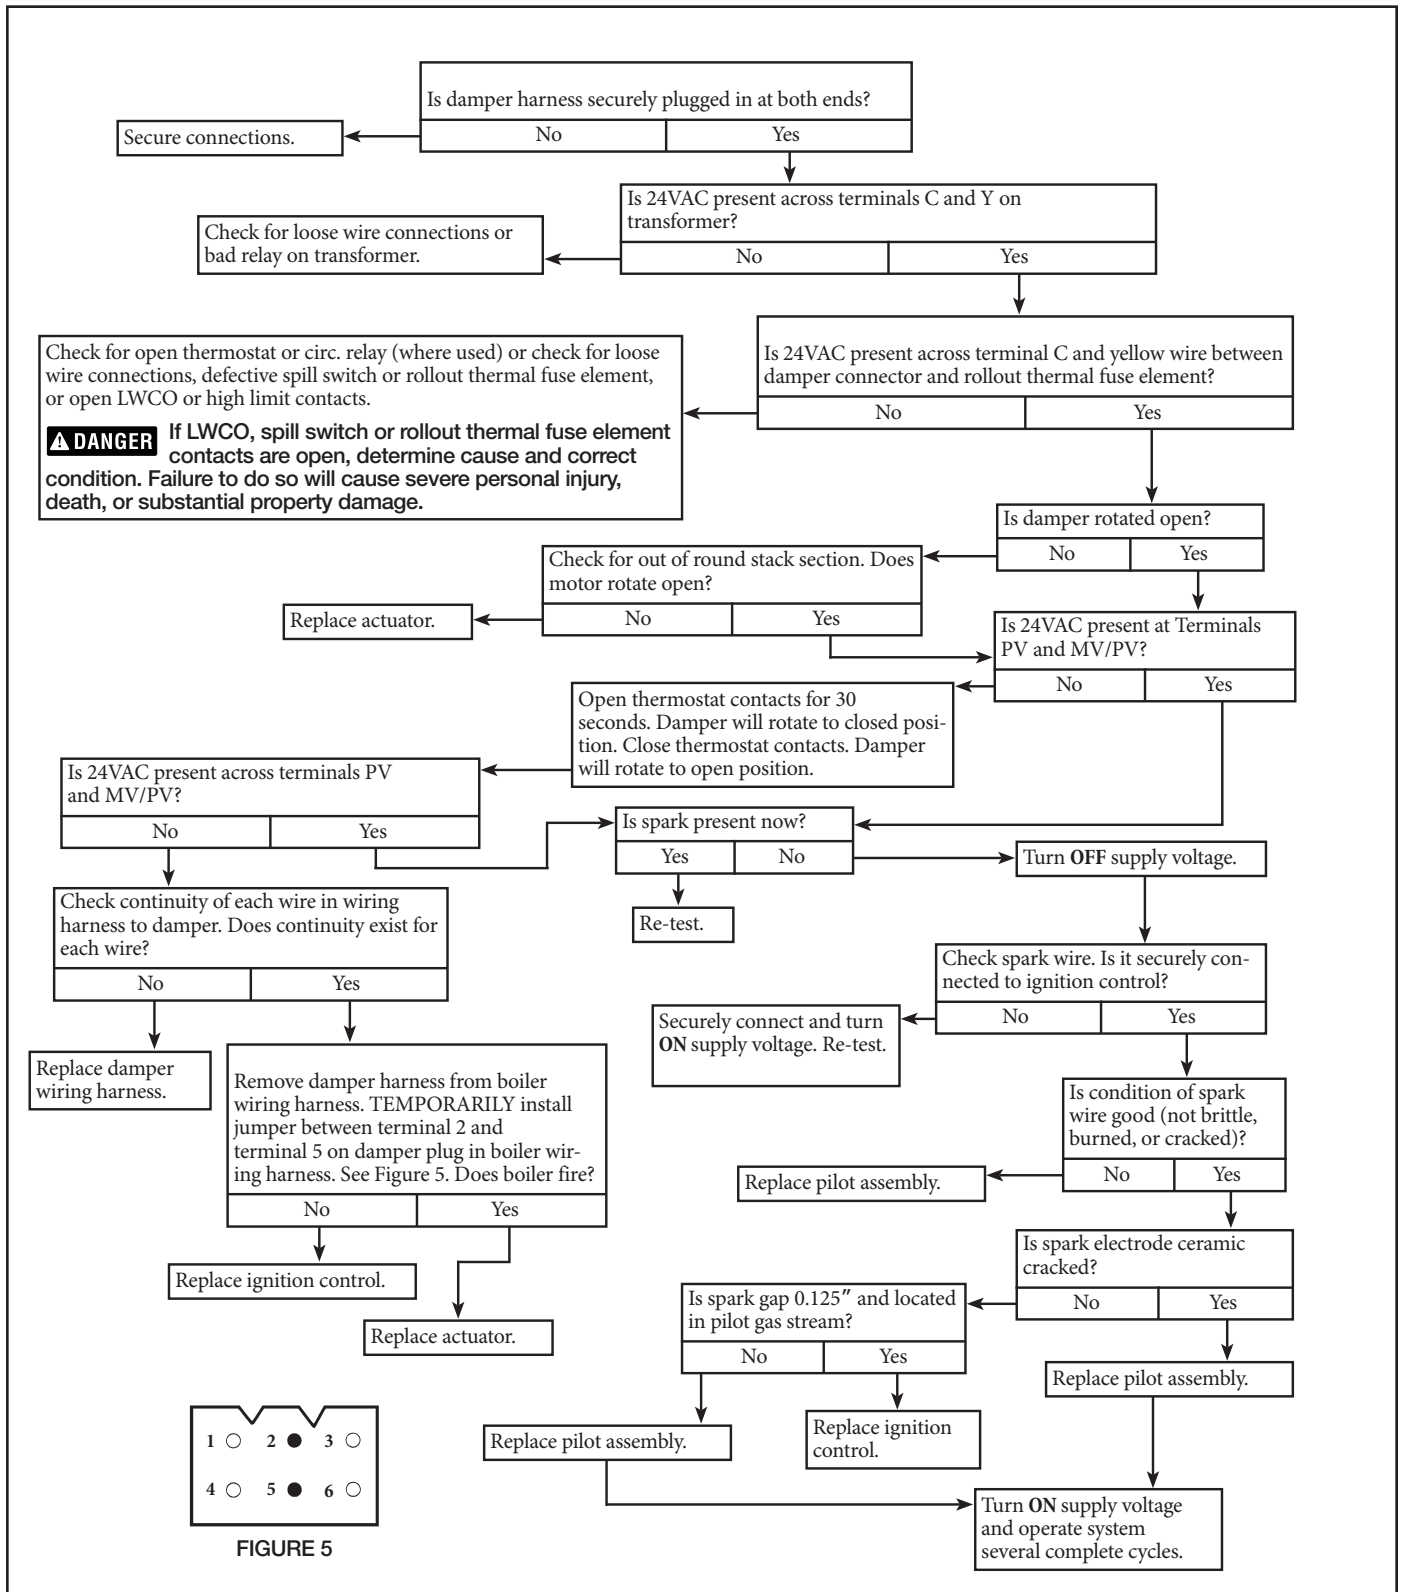 Is damper harness securely plugged in at both ends?
No
Yes
Secure connections.
Is 24VAC present across terminals C and Y on
transformer?
No
Yes
Check for loose wire connections or
bad relay on transformer.
Is 24VAC present across terminal C and yellow wire between
damper connector and rollout thermal fuse element?
No
Yes
Check for open thermostat or circ. relay (where used) or check for loose
wire connections, defective spill switch or rollout thermal fuse element,
or open LWCO or high limit contacts.
DANGER If LWCO, spill switch or rollout thermal fuse element
contacts are open, determine cause and correct
condition. Failure to do so will cause severe personal injury,
death, or substantial property damage.
Is damper rotated open?
No
Yes
Check for out of round stack section. Does
motor rotate open?
No
Yes
Replace actuator.
Is 24VAC present at Terminals
PV and MV/PV?
No
Yes
Open thermostat contacts for 30
seconds. Damper will rotate to closed posi-
tion. Close thermostat contacts. Damper
will rotate to open position.
Is 24VAC present across terminals PV
and MV/PV?
No
Yes
Is spark present now?
Yes
No
Re-test.
Turn OFF supply voltage.
Check continuity of each wire in wiring
harness to damper. Does continuity exist for
each wire?
No
Yes
Check spark wire. Is it securely con-
nected to ignition control?
No
Yes
Securely connect and turn
ON supply voltage. Re-test.
Replace damper
wiring harness.
Remove damper harness from boiler
wiring harness. TEMPORARILY install
jumper between terminal 2 and
terminal 5 on damper plug in boiler wir-
ing harness. See Figure 5. Does boiler fire?
No
Yes
Is condition of spark
wire good (not brittle,
burned, or cracked)?
No
Yes
Replace pilot assembly.
Is spark electrode ceramic
cracked?
No
Yes
Replace ignition control.
Replace actuator.
Is spark gap 0.125″ and located
in pilot gas stream?
No
Yes
Replace pilot assembly.
Replace pilot assembly.
Replace ignition
control.
Turn ON supply voltage
and operate system
several complete cycles.
1 2 3
4 5 6
FIGURE 5